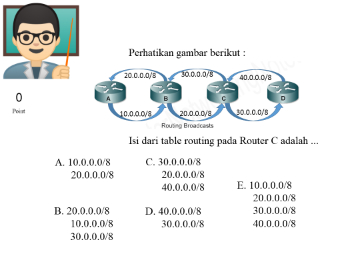 Perhatikan gambar berikut :
20.0.0.0/8
30.0.0.0/8
40.0.0.0/8
A
B
C
D
10.0.0.0/8
20.0.0.0/8
30.0.0.0/8
Routing Broadcasts
0
Point
Isi dari table routing pada Router C adalah ...
A. 10.0.0.0/8
20.0.0.0/8
B. 20.0.0.0/8
10.0.0.0/8
30.0.0.0/8
C. 30.0.0.0/8
20.0.0.0/8
40.0.0.0/8
D. 40.0.0.0/8
30.0.0.0/8
E. 10.0.0.0/8
20.0.0.0/8
30.0.0.0/8
40.0.0.0/8